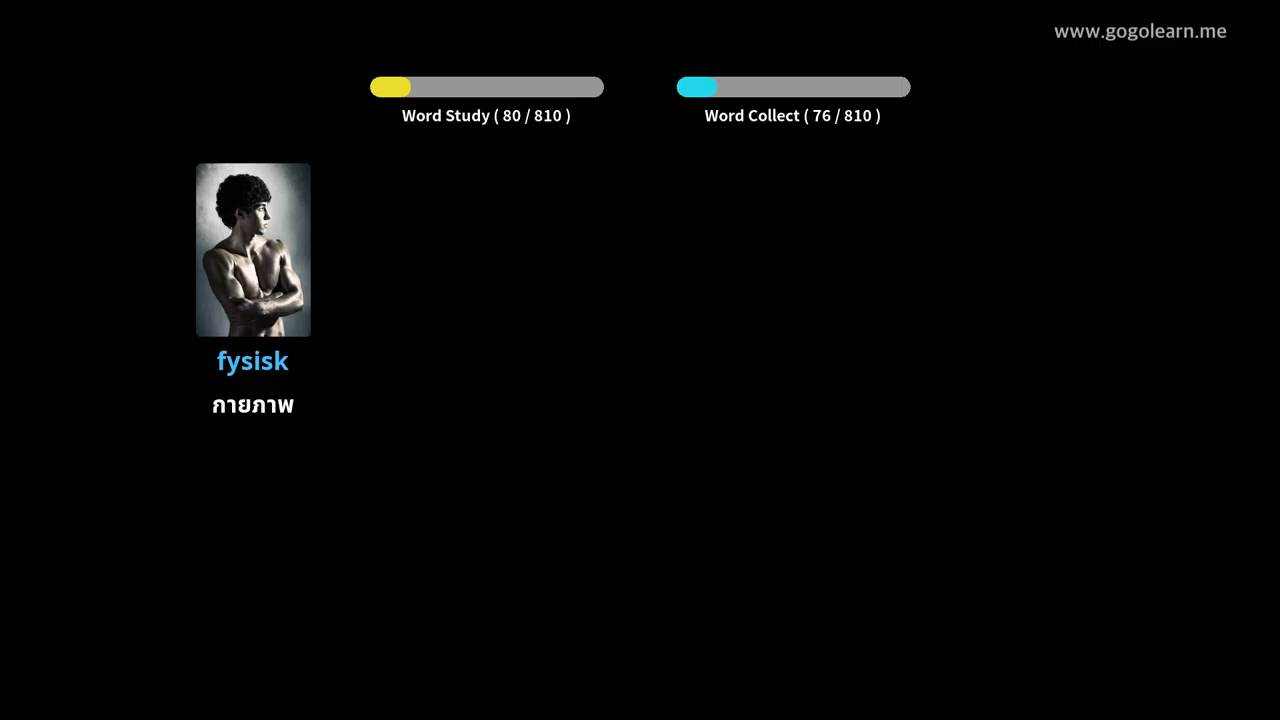 www.gogolearn.me
Word Study ( 80 / 810 )
Word Collect ( 76 / 810 )
fysisk
กายภาพ